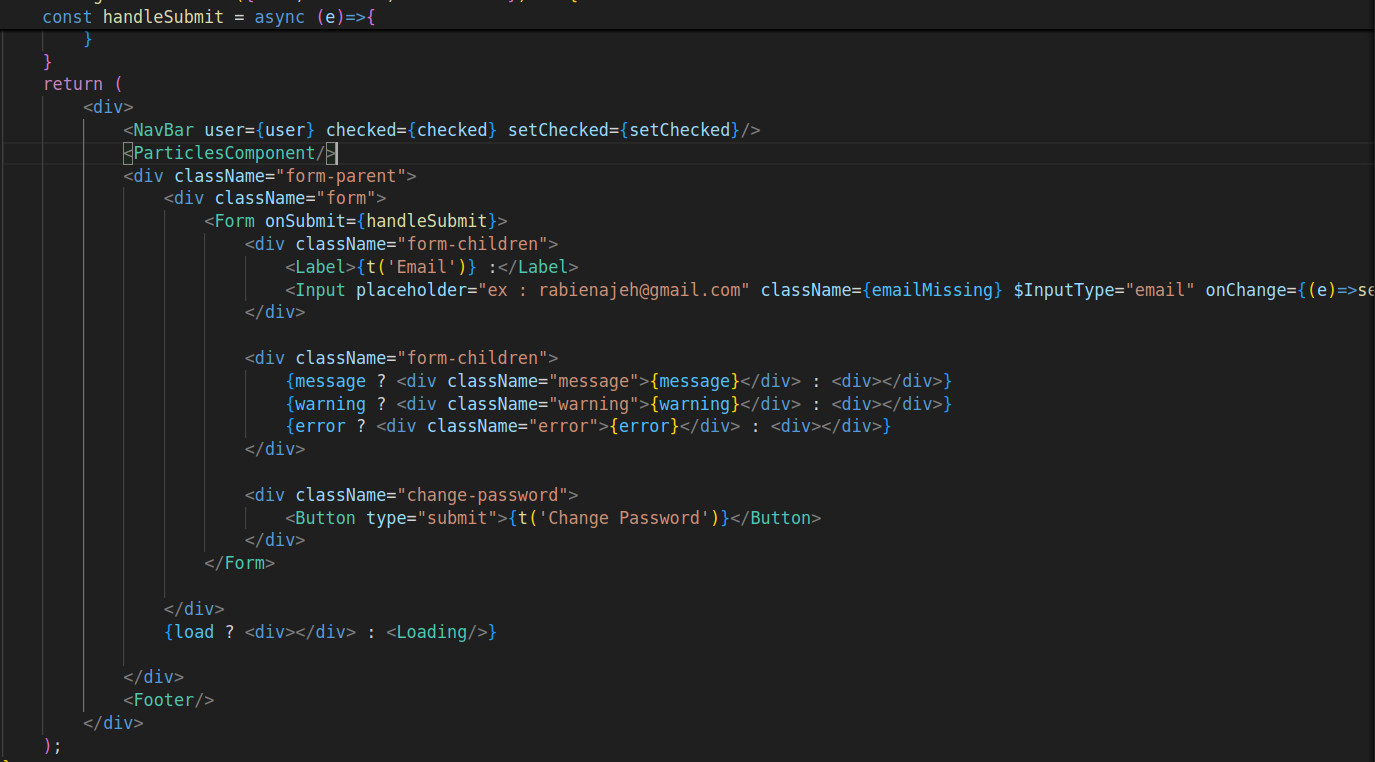 const handleSubmit = async (e)=>{
}
}
return (
<div>
<NavBar user={user} checked={checked} setChecked={setChecked}/>
<ParticlesComponent/>
<div className="form-parent">
<div className="form">
<Form onSubmit={handleSubmit}>
<div className="form-children">
<Label>{t('Email')} :</Label>
<Input placeholder="ex : rabienajeh@gmail.com" className={emailMissing} $InputType="email" onChange={(e)=>se
</div>
<div className="form-children">
{message ? <div className="message">{message}</div> : <div></div>}
{warning ? <div className="warning">{warning}</div> : <div></div>}
{error ? <div className="error">{error}</div> : <div></div>}
</div>
<div className="change-password">
<Button type="submit">{t('Change Password')}</Button>
</div>
</Form>
</div>
{load ? <div></div> : <Loading/>}
</div>
<Footer/>
</div>
);